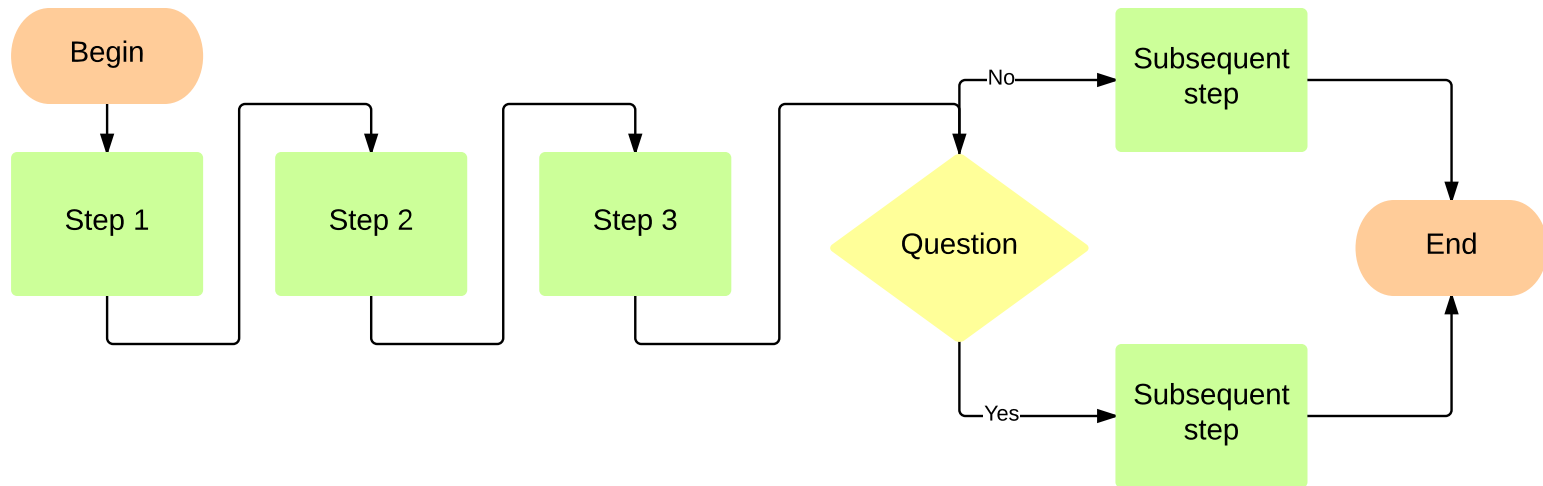 Begin
Step 1
Step 2
Step 3
Question
No
Subsequent
step
Yes
Subsequent
step
End